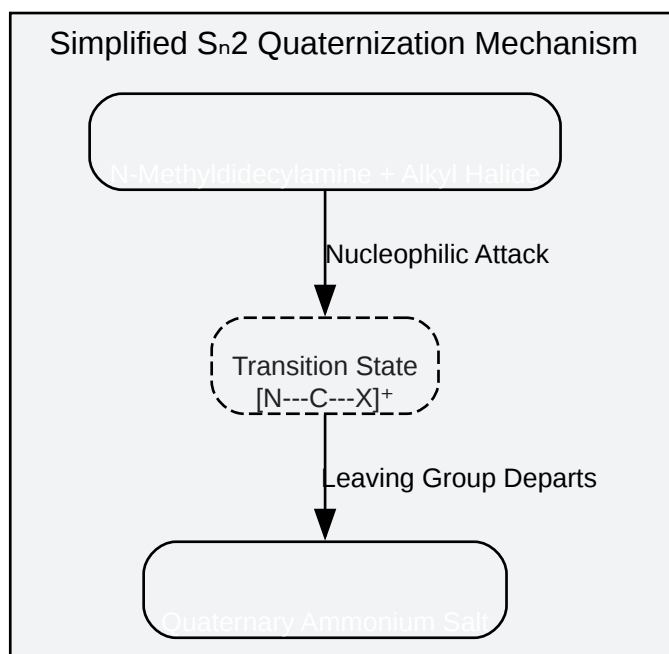 Simplified Sₙ2 Quaternization Mechanism
N-Methyldidecylamine + Alkyl Halide
Nucleophilic Attack
Transition State
[N---C---X]⁺
Leaving Group Departs
Quaternary Ammonium Salt